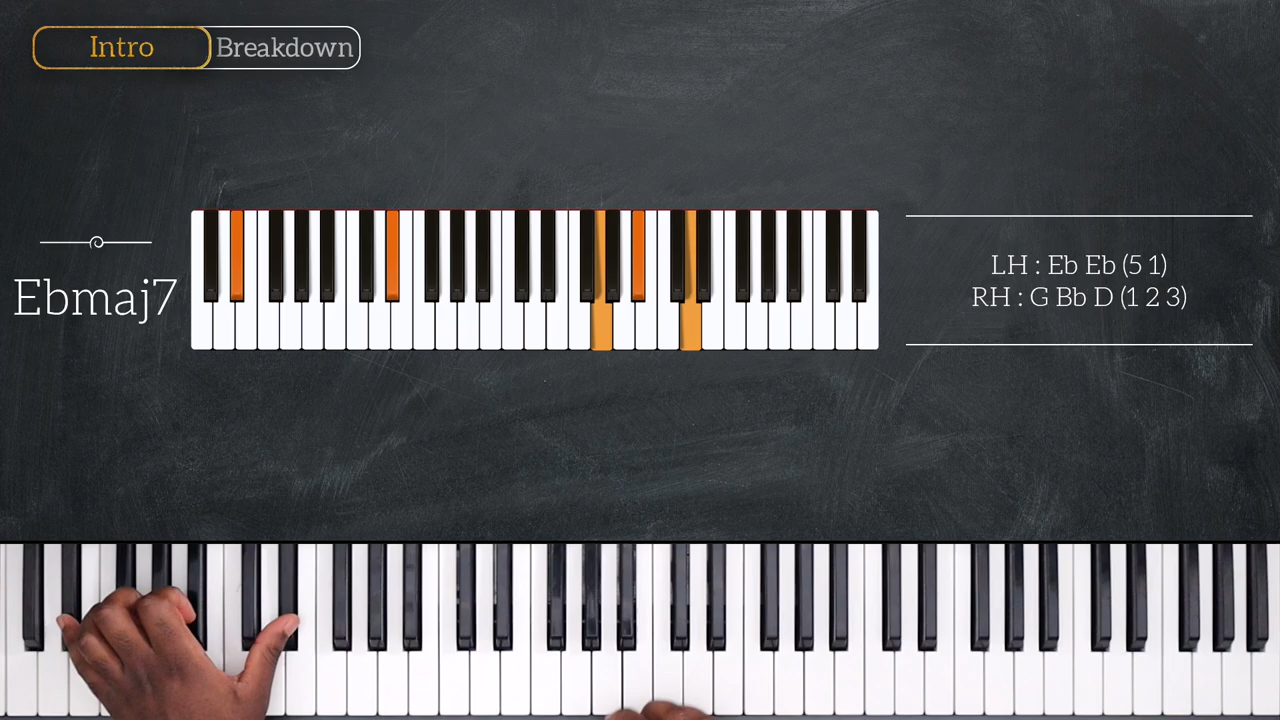 Intro
Breakdown
Ebmaj7
LH : Eb Eb (5 1)
RH : G Bb D (1 2 3)